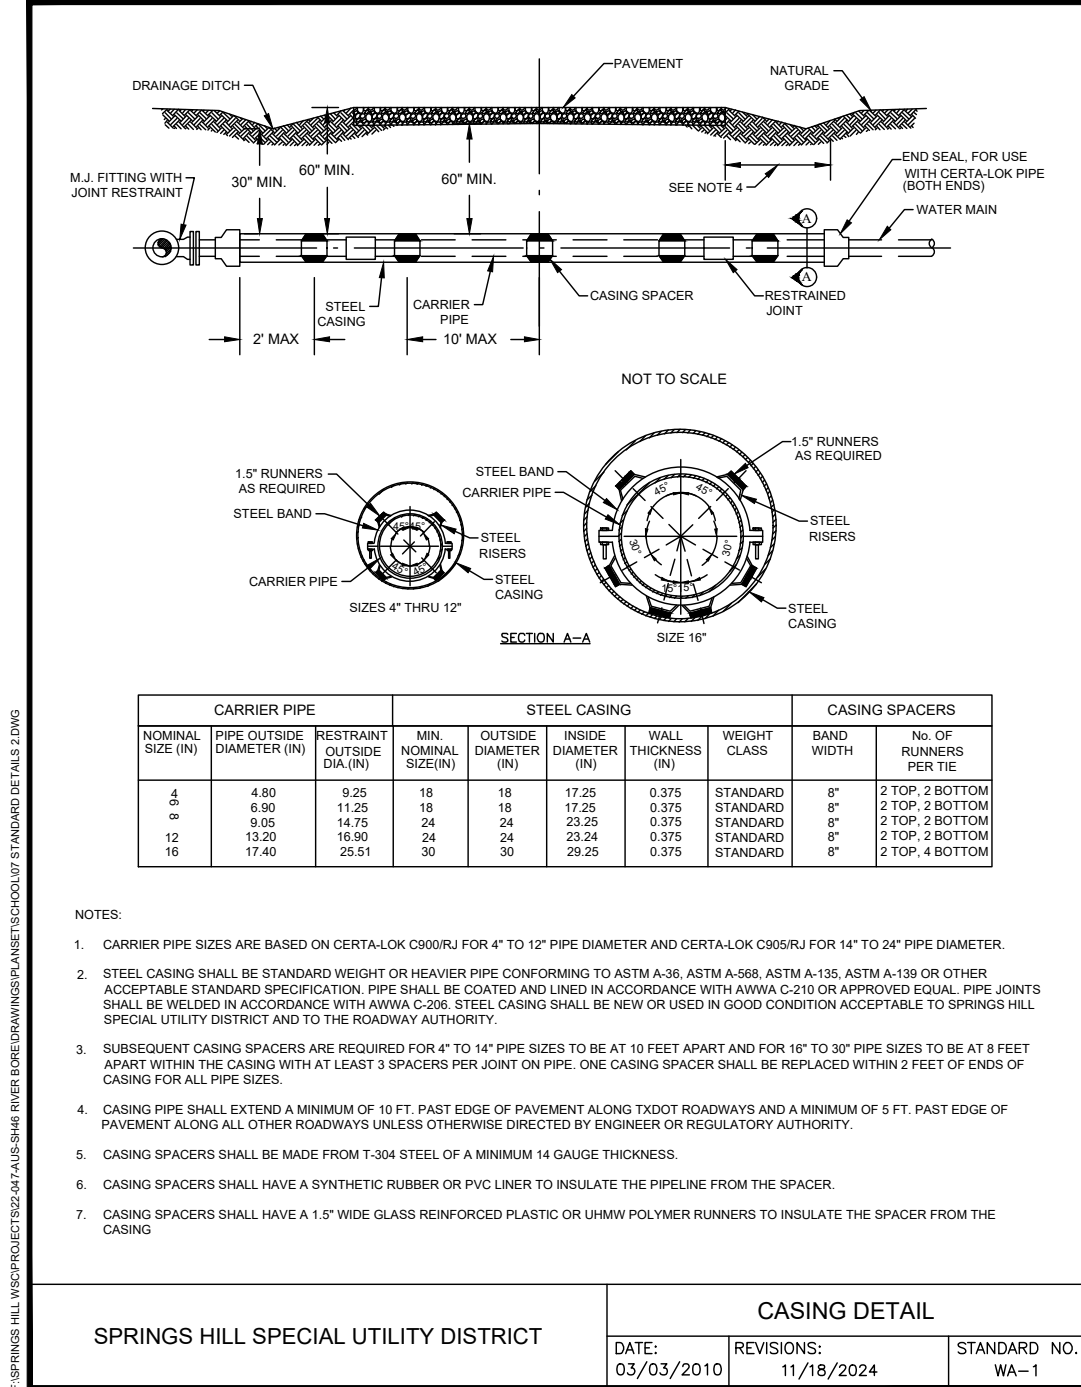 PAVEMENT
DRAINAGE DITCH
NATURAL
GRADE
M.J. FITTING WITH
JOINT RESTRAINT
30" MIN.
60" MIN.
60" MIN.
SEE NOTE 4
END SEAL, FOR USE
WITH CERTA-LOK PIPE
(BOTH ENDS)
WATER MAIN
A
A
STEEL
CASING
CARRIER
PIPE
CASING SPACER
RESTRAINED
JOINT
2' MAX
10' MAX
NOT TO SCALE
1.5" RUNNERS
AS REQUIRED
STEEL BAND
CARRIER PIPE
STEEL
RISERS
STEEL
CASING
45° 45°
45° 45°
SIZES 4" THRU 12"
STEEL BAND
CARRIER PIPE
1.5" RUNNERS
AS REQUIRED
STEEL
RISERS
STEEL
CASING
45° 45°
30° 30°
15° 15°
SECTION A-A
SIZE 16"
CARRIER PIPE STEEL CASING CASING SPACERS
NOMINAL SIZE (IN) PIPE OUTSIDE DIAMETER (IN) RESTRAINT OUTSIDE DIA.(IN) MIN. NOMINAL SIZE(IN) OUTSIDE DIAMETER (IN) INSIDE DIAMETER (IN) WALL THICKNESS (IN) WEIGHT CLASS BAND WIDTH No. OF RUNNERS PER TIE
4 4.80 9.25 18 18 17.25 0.375 STANDARD 8" 2 TOP, 2 BOTTOM
6 6.90 11.25 18 18 17.25 0.375 STANDARD 8" 2 TOP, 2 BOTTOM
8 9.05 14.75 24 24 23.25 0.375 STANDARD 8" 2 TOP, 2 BOTTOM
12 13.20 16.90 24 24 23.24 0.375 STANDARD 8" 2 TOP, 2 BOTTOM
16 17.40 25.51 30 30 29.25 0.375 STANDARD 8" 2 TOP, 4 BOTTOM
NOTES:
1. CARRIER PIPE SIZES ARE BASED ON CERTA-LOK C900/RJ FOR 4" TO 12" PIPE DIAMETER AND CERTA-LOK C905/RJ FOR 14" TO 24" PIPE DIAMETER.
2. STEEL CASING SHALL BE STANDARD WEIGHT OR HEAVIER PIPE CONFORMING TO ASTM A-36, ASTM A-568, ASTM A-135, ASTM A-139 OR OTHER
ACCEPTABLE STANDARD SPECIFICATION. PIPE SHALL BE COATED AND LINED IN ACCORDANCE WITH AWWA C-210 OR APPROVED EQUAL. PIPE JOINTS
SHALL BE WELDED IN ACCORDANCE WITH AWWA C-206. STEEL CASING SHALL BE NEW OR USED IN GOOD CONDITION ACCEPTABLE TO SPRINGS HILL
SPECIAL UTILITY DISTRICT AND TO THE ROADWAY AUTHORITY.
3. SUBSEQUENT CASING SPACERS ARE REQUIRED FOR 4" TO 14" PIPE SIZES TO BE AT 10 FEET APART AND FOR 16" TO 30" PIPE SIZES TO BE AT 8 FEET
APART WITHIN THE CASING WITH AT LEAST 3 SPACERS PER JOINT ON PIPE. ONE CASING SPACER SHALL BE REPLACED WITHIN 2 FEET OF ENDS OF
CASING FOR ALL PIPE SIZES.
4. CASING PIPE SHALL EXTEND A MINIMUM OF 10 FT. PAST EDGE OF PAVEMENT ALONG TXDOT ROADWAYS AND A MINIMUM OF 5 FT. PAST EDGE OF
PAVEMENT ALONG ALL OTHER ROADWAYS UNLESS OTHERWISE DIRECTED BY ENGINEER OR REGULATORY AUTHORITY.
5. CASING SPACERS SHALL BE MADE FROM T-304 STEEL OF A MINIMUM 14 GAUGE THICKNESS.
6. CASING SPACERS SHALL HAVE A SYNTHETIC RUBBER OR PVC LINER TO INSULATE THE PIPELINE FROM THE SPACER.
7. CASING SPACERS SHALL HAVE A 1.5" WIDE GLASS REINFORCED PLASTIC OR UHMW POLYMER RUNNERS TO INSULATE THE SPACER FROM THE
CASING
SPRINGS HILL SPECIAL UTILITY DISTRICT
CASING DETAIL
DATE:
03/03/2010
REVISIONS:
11/18/2024
STANDARD NO.
WA-1
F:\SPRINGS HILL WSC\PROJECTS\22-047-AUS-SH46 RIVER BORE\DRAWINGS\PLANSET\SCHOOL\07 STANDARD DETAILS 2.DWG